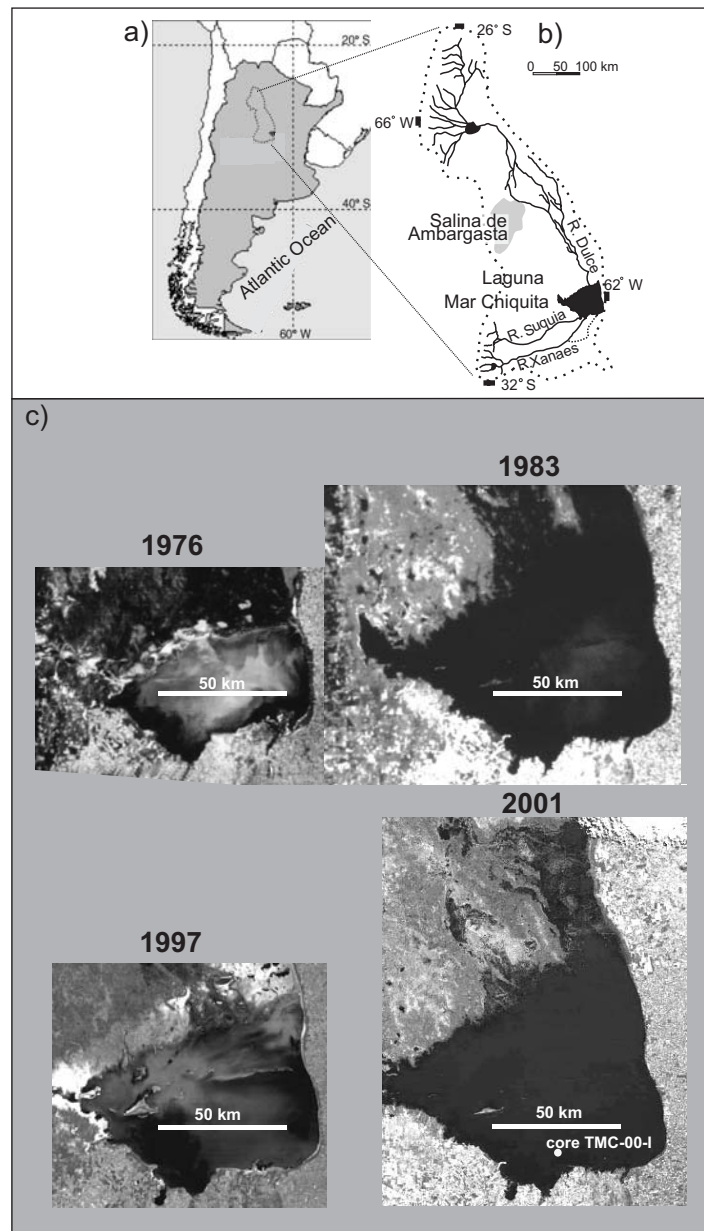 a)
20° S
40° S
Atlantic Ocean
60° W
b)
26° S
0 50 100 km
66° W
Salina de
Ambargasta
R. Dulce
Laguna
Mar Chiquita
62° W
R. Suquia
R.Xanaes
32° S
c)
1976
50 km
1983
50 km
1997
50 km
2001
50 km
core TMC-00-I